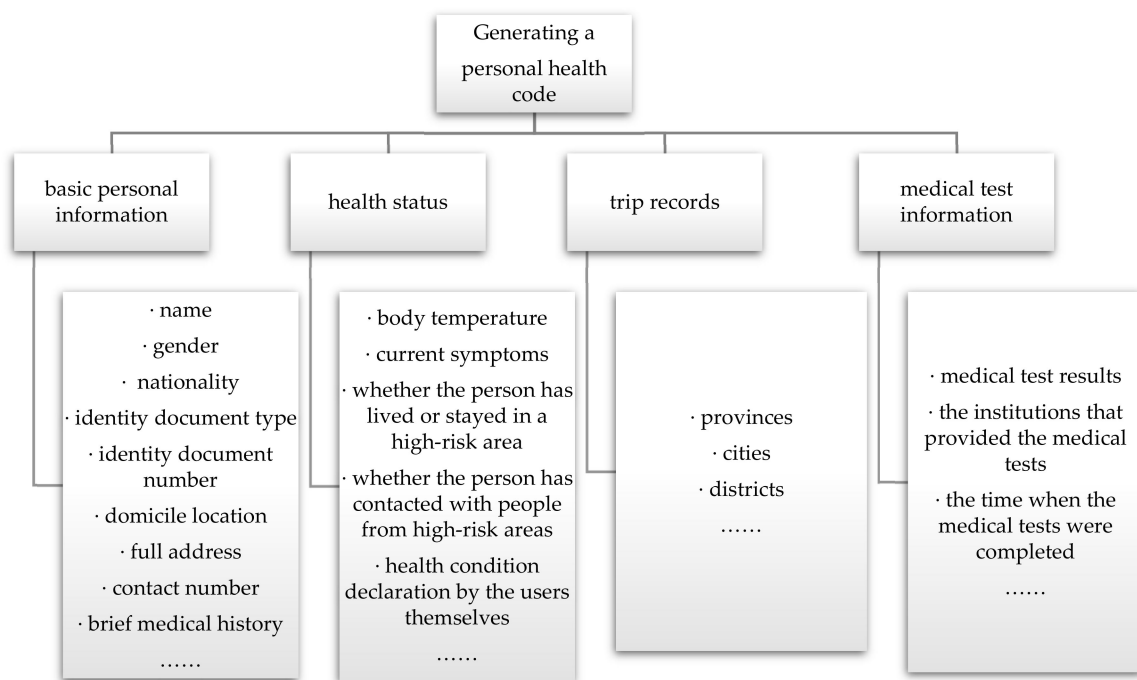 Generating a
personal health
code
basic personal
information
health status
trip records
medical test
information
· name
· gender
· nationality
· identity document type
· identity document
number
· domicile location
· full address
· contact number
· brief medical history
……
· body temperature
· current symptoms
· whether the person has
lived or stayed in a
high-risk area
· whether the person has
contacted with people
from high-risk areas
· health condition
declaration by the users
themselves
……
· provinces
· cities
· districts
……
· medical test results
· the institutions that
provided the medical
tests
· the time when the
medical tests were
completed
……